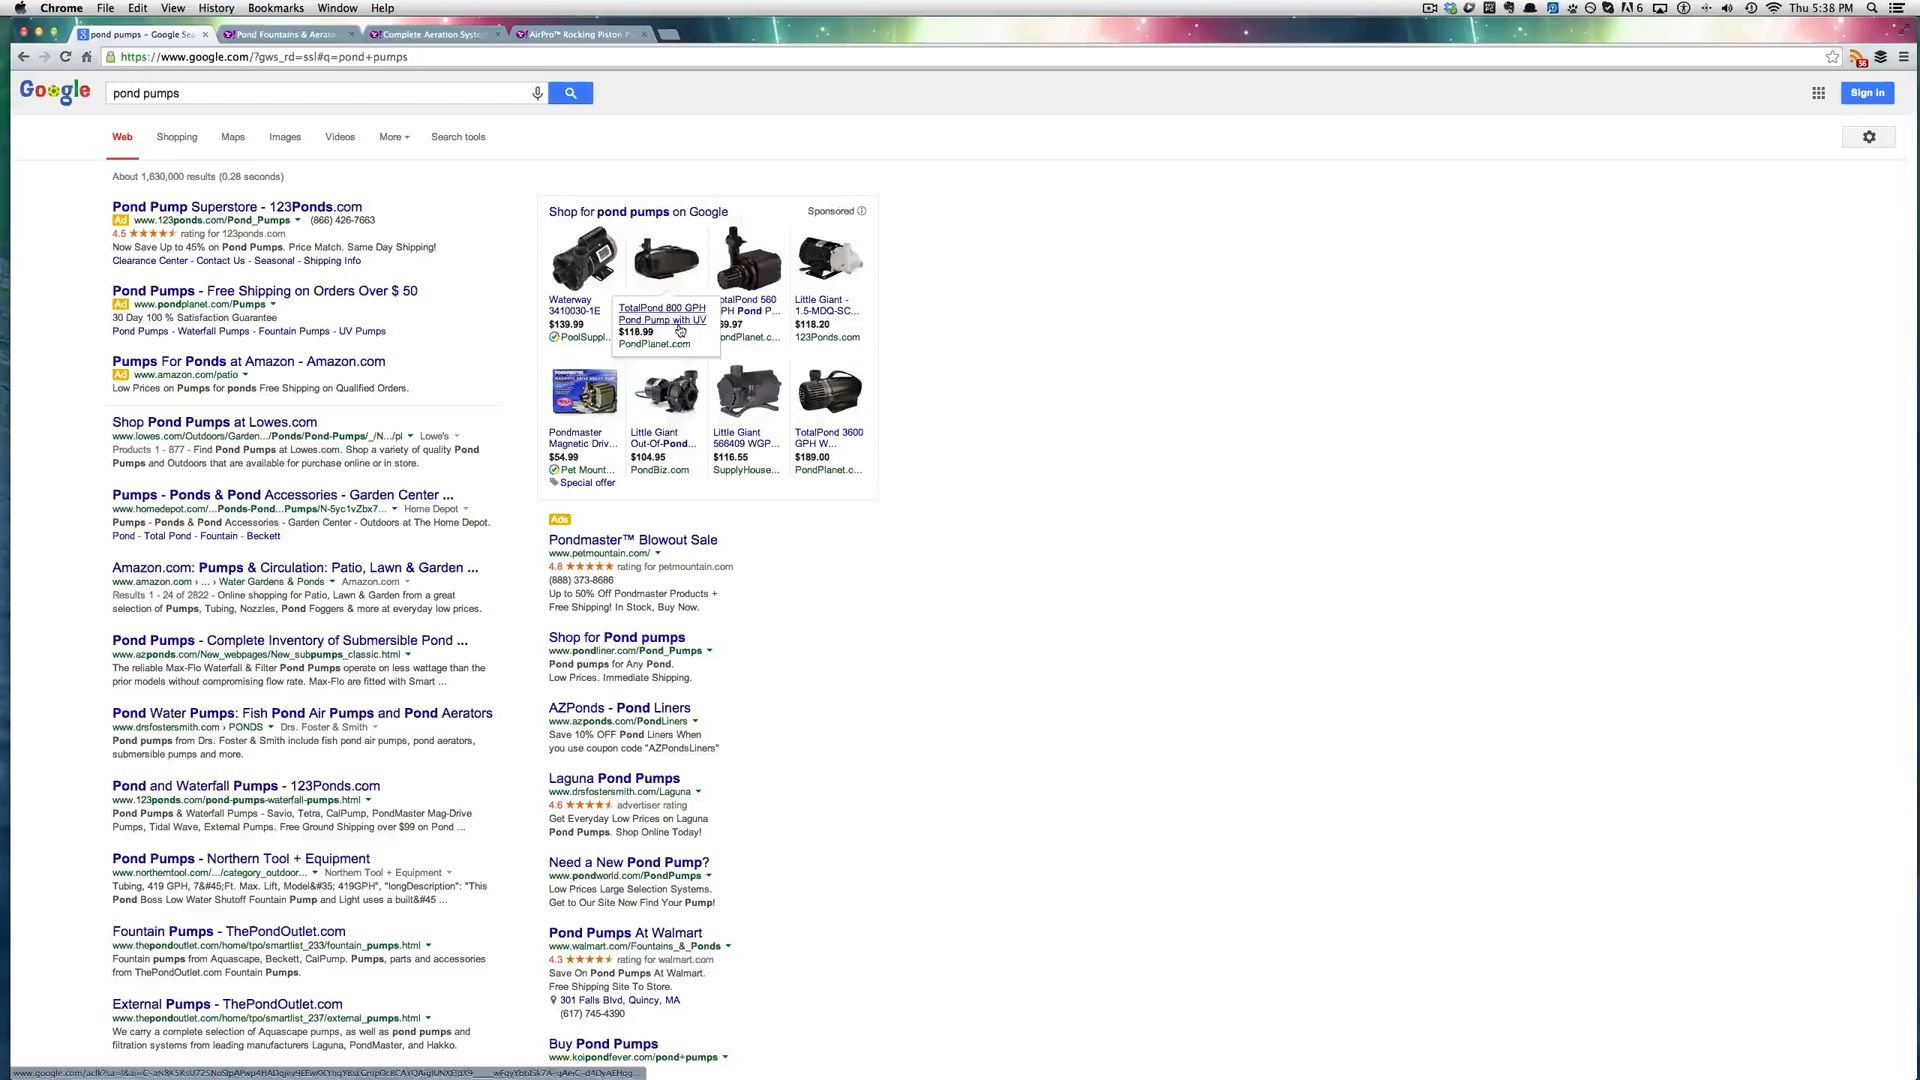 Chrome File Edit View History Bookmarks Window Help
6 Thu 5:38 PM
pond pumps – Google Sea
Pond Fountains & Aerato
Complete Aeration System
AirPro™ Rocking Piston P
https://www.google.com/?gws_rd=ssl#q=pond+pumps
Google
pond pumps
Sign in
Web Shopping Maps Images Videos More Search tools
About 1,630,000 results (0.28 seconds)
Pond Pump Superstore - 123Ponds.com
Ad www.123ponds.com/Pond_Pumps (866) 426-7663
4.5 rating for 123ponds.com
Now Save Up to 45% on Pond Pumps. Price Match. Same Day Shipping!
Clearance Center - Contact Us - Seasonal - Shipping Info
Pond Pumps - Free Shipping on Orders Over $ 50
Ad www.pondplanet.com/Pumps
30 Day 100 % Satisfaction Guarantee
Pond Pumps - Waterfall Pumps - Fountain Pumps - UV Pumps
Pumps For Ponds at Amazon - Amazon.com
Ad www.amazon.com/patio
Low Prices on Pumps for ponds Free Shipping on Qualified Orders.
Shop Pond Pumps at Lowes.com
www.lowes.com/Outdoors/Garden.../Ponds/Pond-Pumps/_/N.../pl Lowe's
Products 1 - 877 - Find Pond Pumps at Lowes.com. Shop a variety of quality Pond
Pumps and Outdoors that are available for purchase online or in store.
Pumps - Ponds & Pond Accessories - Garden Center ...
www.homedepot.com/...Ponds-Pond...Pumps/N-5yc1vZbx7... Home Depot
Pumps - Ponds & Pond Accessories - Garden Center - Outdoors at The Home Depot.
Pond - Total Pond - Fountain - Beckett
Amazon.com: Pumps & Circulation: Patio, Lawn & Garden ...
www.amazon.com › ... › Water Gardens & Ponds Amazon.com
Results 1 - 24 of 2822 - Online shopping for Patio, Lawn & Garden from a great
selection of Pumps, Tubing, Nozzles, Pond Foggers & more at everyday low prices.
Pond Pumps - Complete Inventory of Submersible Pond ...
www.azponds.com/New_webpages/New_subpumps_classic.html
The reliable Max-Flo Waterfall & Filter Pond Pumps operate on less wattage than the
prior models without compromising flow rate. Max-Flo are fitted with Smart ...
Pond Water Pumps: Fish Pond Air Pumps and Pond Aerators
www.drsfostersmith.com › PONDS Drs. Foster & Smith
Pond pumps from Drs. Foster & Smith include fish pond air pumps, pond aerators,
submersible pumps and more.
Pond and Waterfall Pumps - 123Ponds.com
www.123ponds.com/pond-pumps-waterfall-pumps.html
Pond Pumps & Waterfall Pumps - Savio, Tetra, CalPump, PondMaster Mag-Drive
Pumps, Tidal Wave, External Pumps. Free Ground Shipping over $99 on Pond ...
Pond Pumps - Northern Tool + Equipment
www.northerntool.com/.../category_outdoor... Northern Tool + Equipment
Tubing, 419 GPH, 7&#45;Ft. Max. Lift, Model&#35; 419GPH", "longDescription": "This
Pond Boss Low Water Shutoff Fountain Pump and Light uses a built&#45 ...
Fountain Pumps - ThePondOutlet.com
www.thepondoutlet.com/home/tpo/smartlist_233/fountain_pumps.html
Fountain pumps from Aquascape, Beckett, CalPump. Pumps, parts and accessories
from ThePondOutlet.com Fountain Pumps.
External Pumps - ThePondOutlet.com
www.thepondoutlet.com/home/tpo/smartlist_237/external_pumps.html
We carry a complete selection of Aquascape pumps, as well as pond pumps and
filtration systems from leading manufacturers Laguna, PondMaster, and Hakko.
Shop for pond pumps on Google Sponsored
Waterway
3410030-1E
$139.99
PoolSuppl...
TotalPond 800 GPH
Pond Pump with UV
$118.99
PondPlanet.com
otalPond 560
PH Pond P...
69.97
ondPlanet.c...
Little Giant -
1.5-MDQ-SC...
$118.20
123Ponds.com
Pondmaster
Magnetic Driv...
$54.99
Pet Mount...
Special offer
Little Giant
Out-Of-Pond...
$104.95
PondBiz.com
Little Giant
566409 WGP...
$116.55
SupplyHouse...
TotalPond 3600
GPH W...
$189.00
PondPlanet.c...
Ads
Pondmaster™ Blowout Sale
www.petmountain.com/
4.8 rating for petmountain.com
(888) 373-8686
Up to 50% Off Pondmaster Products +
Free Shipping! In Stock, Buy Now.
Shop for Pond pumps
www.pondliner.com/Pond_Pumps
Pond pumps for Any Pond.
Low Prices. Immediate Shipping.
AZPonds - Pond Liners
www.azponds.com/PondLiners
Save 10% OFF Pond Liners When
you use coupon code "AZPondsLiners"
Laguna Pond Pumps
www.drsfostersmith.com/Laguna
4.6 advertiser rating
Get Everyday Low Prices on Laguna
Pond Pumps. Shop Online Today!
Need a New Pond Pump?
www.pondworld.com/PondPumps
Low Prices Large Selection Systems.
Get to Our Site Now Find Your Pump!
Pond Pumps At Walmart
www.walmart.com/Fountains_&_Ponds
4.3 rating for walmart.com
Save On Pond Pumps At Walmart.
Free Shipping Site To Store.
301 Falls Blvd, Quincy, MA
(617) 745-4390
Buy Pond Pumps
www.koipondfever.com/pond+pumps